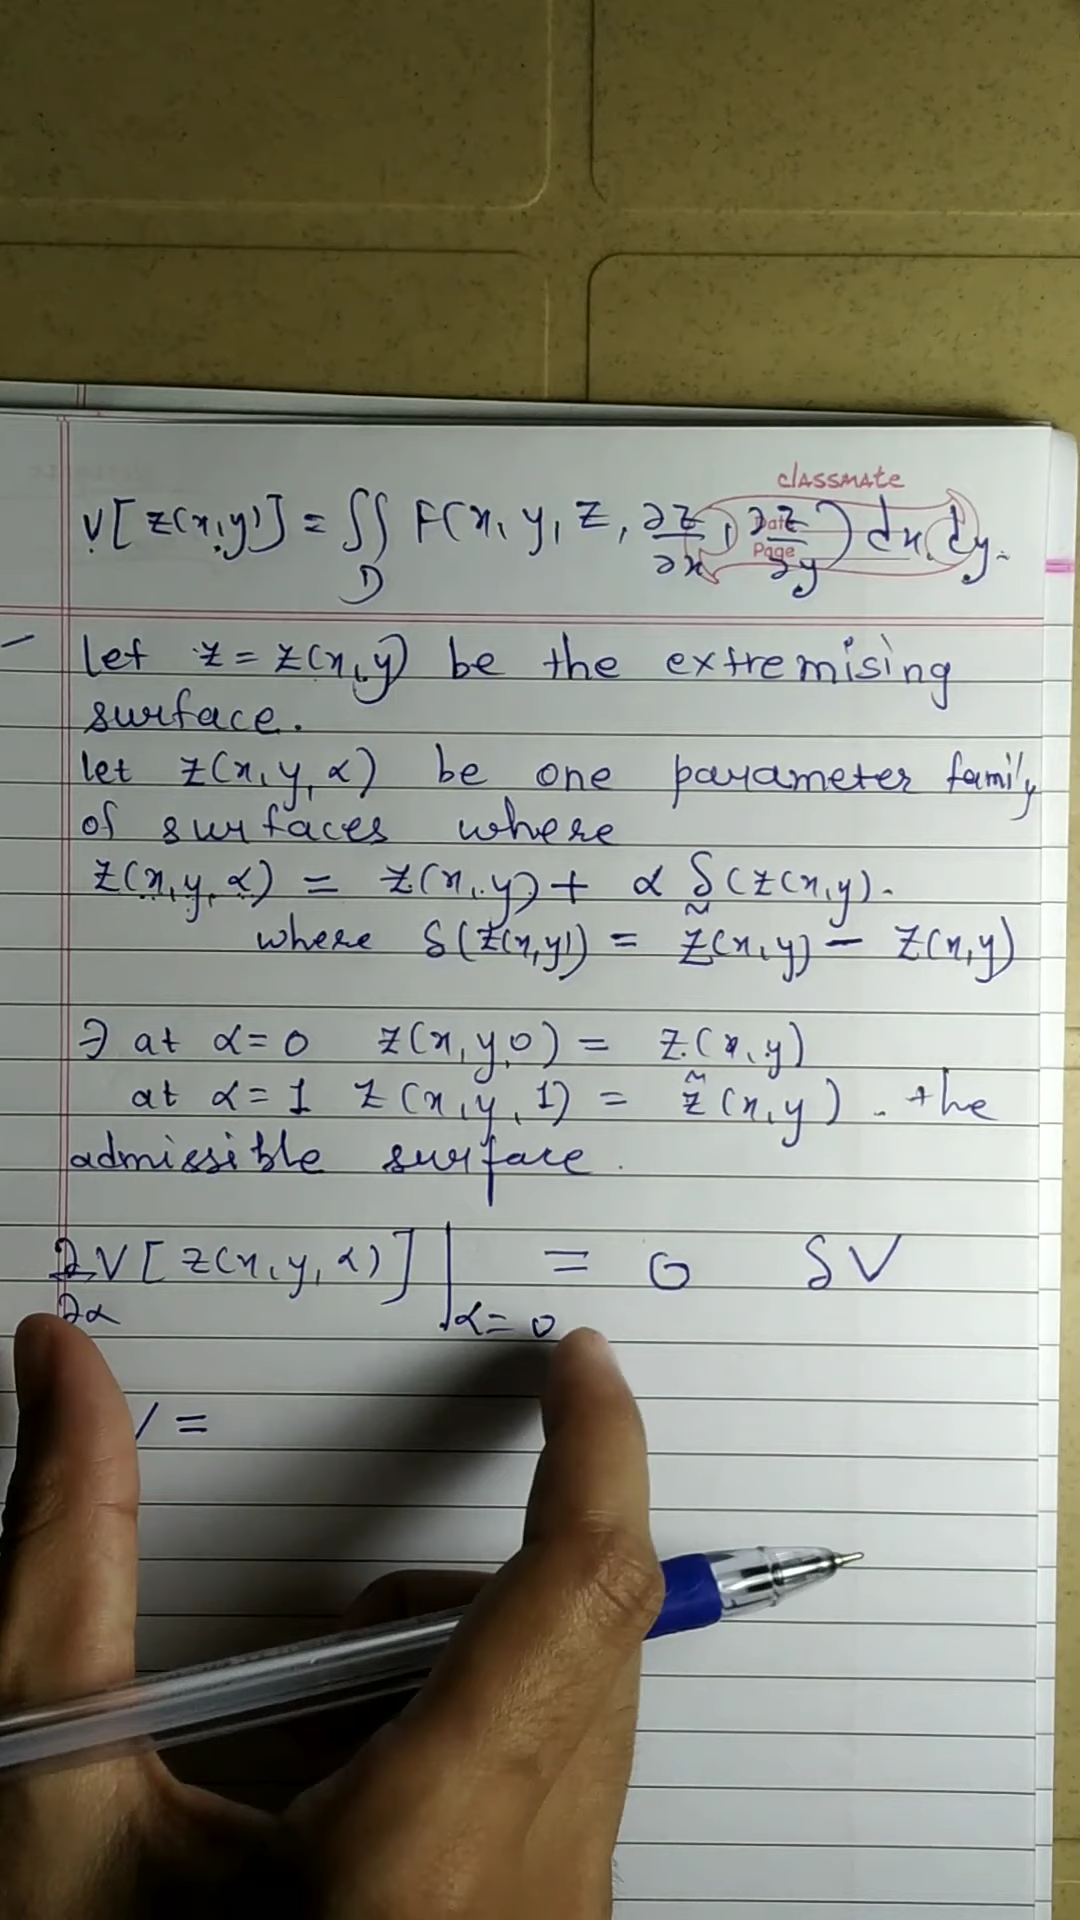 classmate
Date
Page
V[z(x,y)] = ∬_D F(x, y, z, ∂z/∂x, ∂z/∂y) dx dy.
- Let z = z(x,y) be the extremising
surface.
let z(x,y,α) be one parameter family
of surfaces where
z(x,y,α) = z(x,y) + α δ(z(x,y).
where δ(z(x,y)) = z̃(x,y) - z(x,y)
∋ at α=0 z(x,y,0) = z(x,y)
at α=1 z(x,y,1) = z̃(x,y). the
admissible surface.
∂/∂α V[z(x,y,α)] |α=0 = 0 δV
=